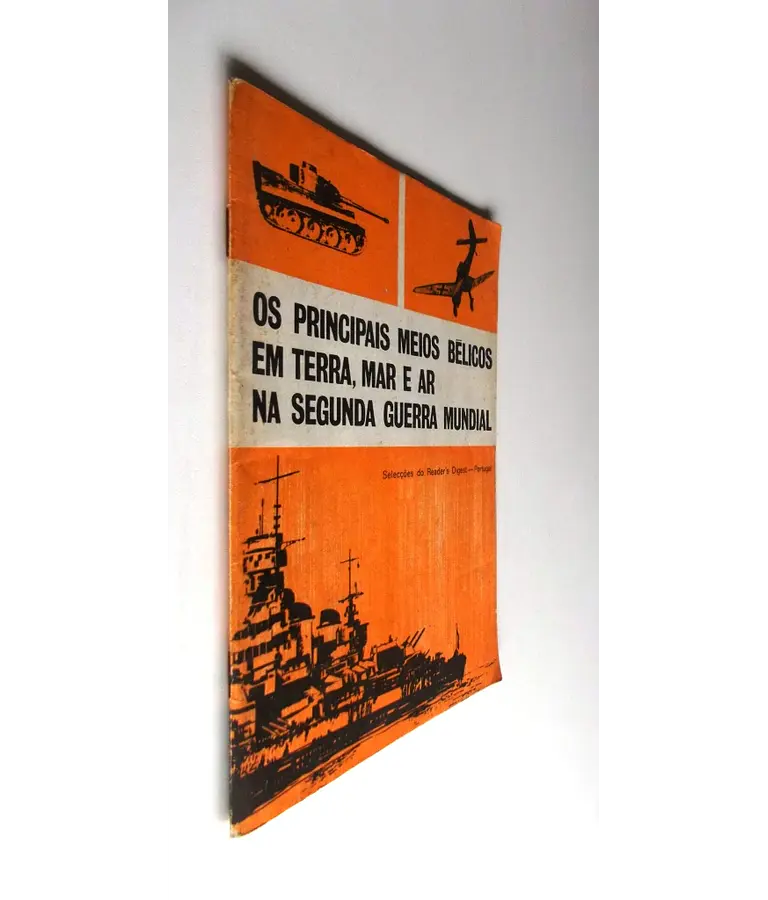 OS PRINCIPAIS MEIOS BÉLICOS
EM TERRA, MAR E AR
NA SEGUNDA GUERRA MUNDIAL
Selecções do Reader's Digest — Portugal